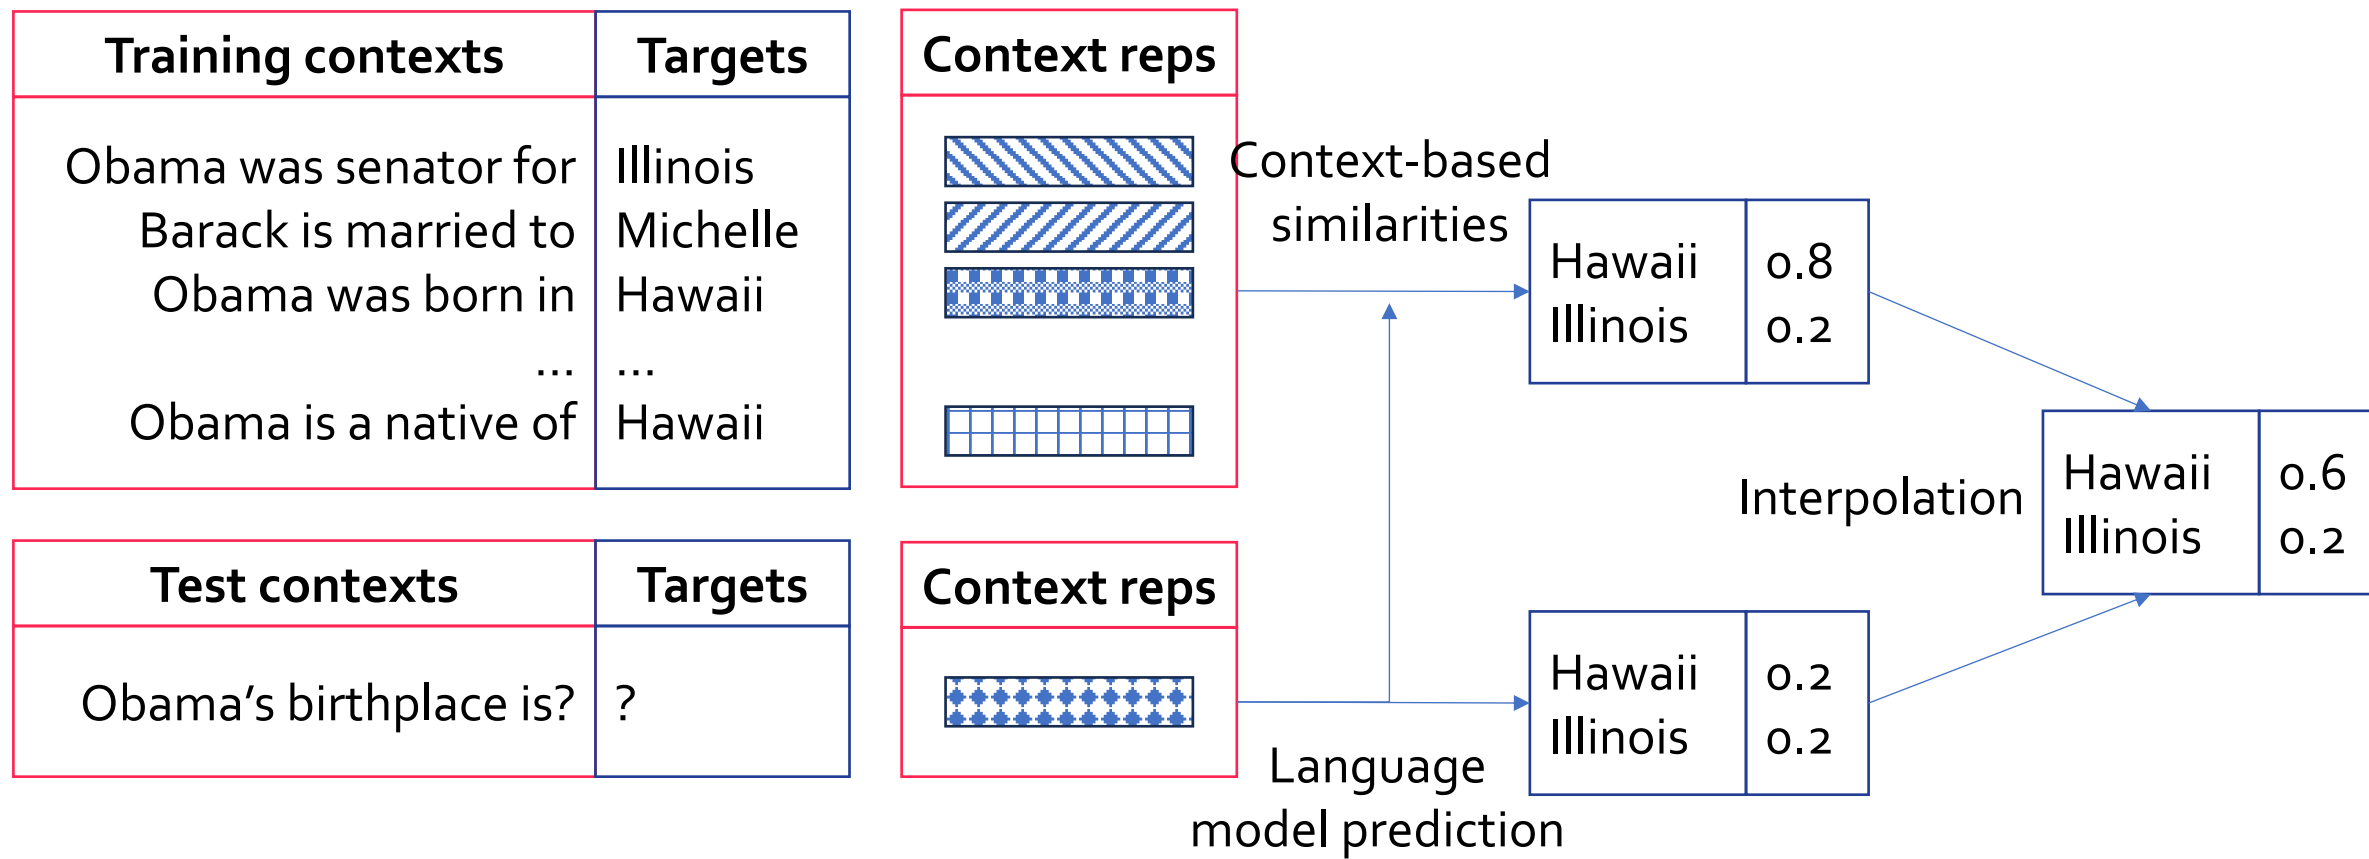 Training contexts Targets
Obama was senator for Illinois
Barack is married to Michelle
Obama was born in Hawaii
... ...
Obama is a native of Hawaii
Context reps
Context-based
similarities
Hawaii 0.8
Illinois 0.2
Interpolation
Hawaii 0.6
Illinois 0.2
Test contexts Targets
Obama's birthplace is? ?
Context reps
Language
model prediction
Hawaii 0.2
Illinois 0.2